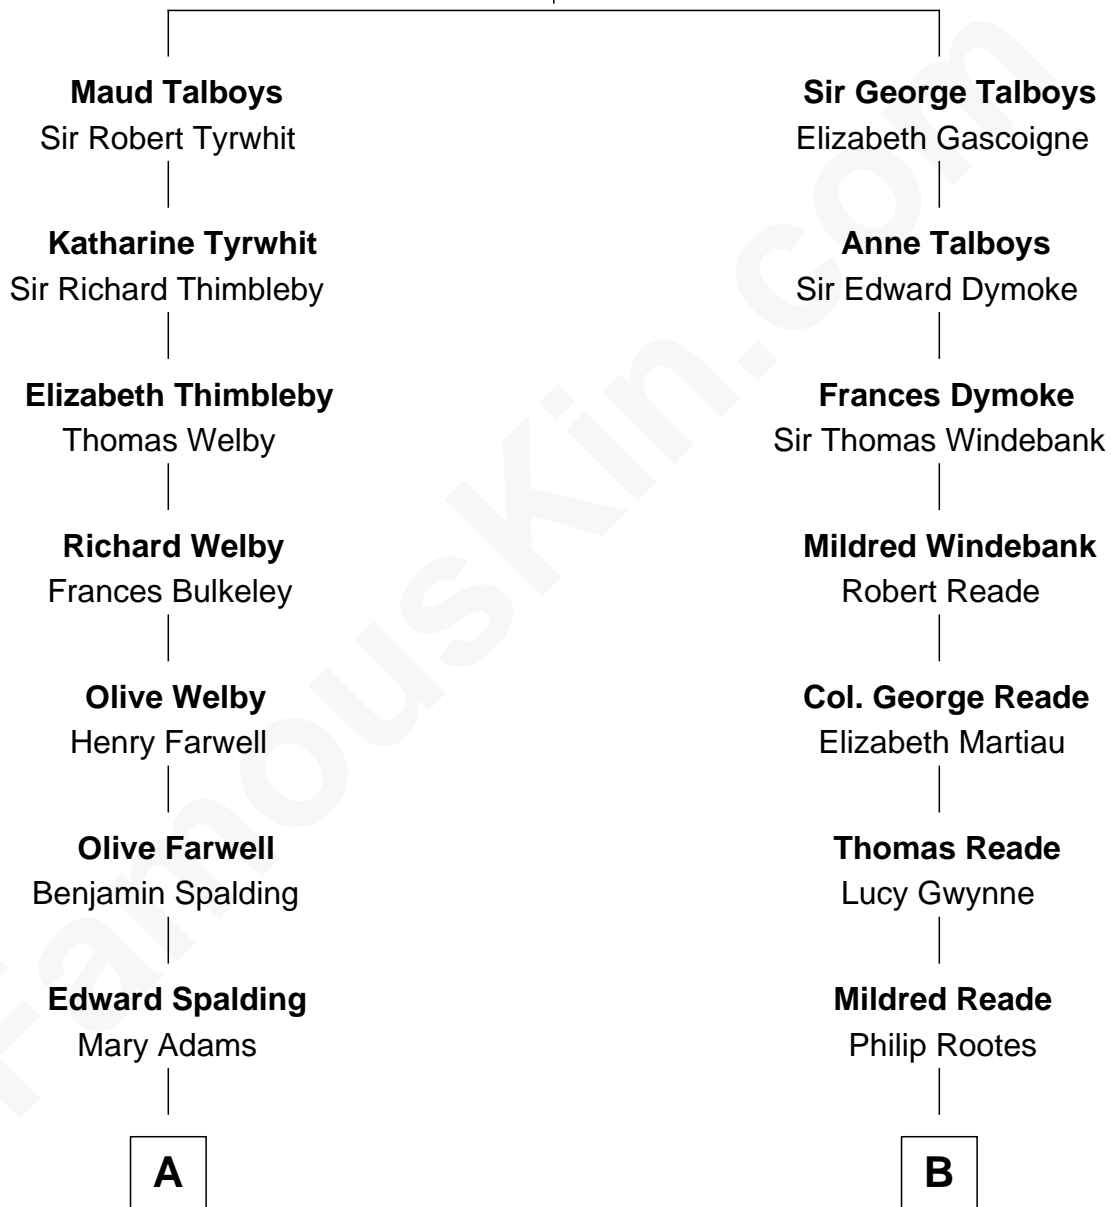 Maud Talboys
Sir Robert Tyrwhit
Katharine Tyrwhit
Sir Richard Thimbleby
Elizabeth Thimbleby
Thomas Welby
Richard Welby
Frances Bulkeley
Olive Welby
Henry Farwell
Olive Farwell
Benjamin Spalding
Edward Spalding
Mary Adams
A
Sir George Talboys
Elizabeth Gascoigne
Anne Talboys
Sir Edward Dymoke
Frances Dymoke
Sir Thomas Windebank
Mildred Windebank
Robert Reade
Col. George Reade
Elizabeth Martiau
Thomas Reade
Lucy Gwynne
Mildred Reade
Philip Rootes
B
FamousKin.com